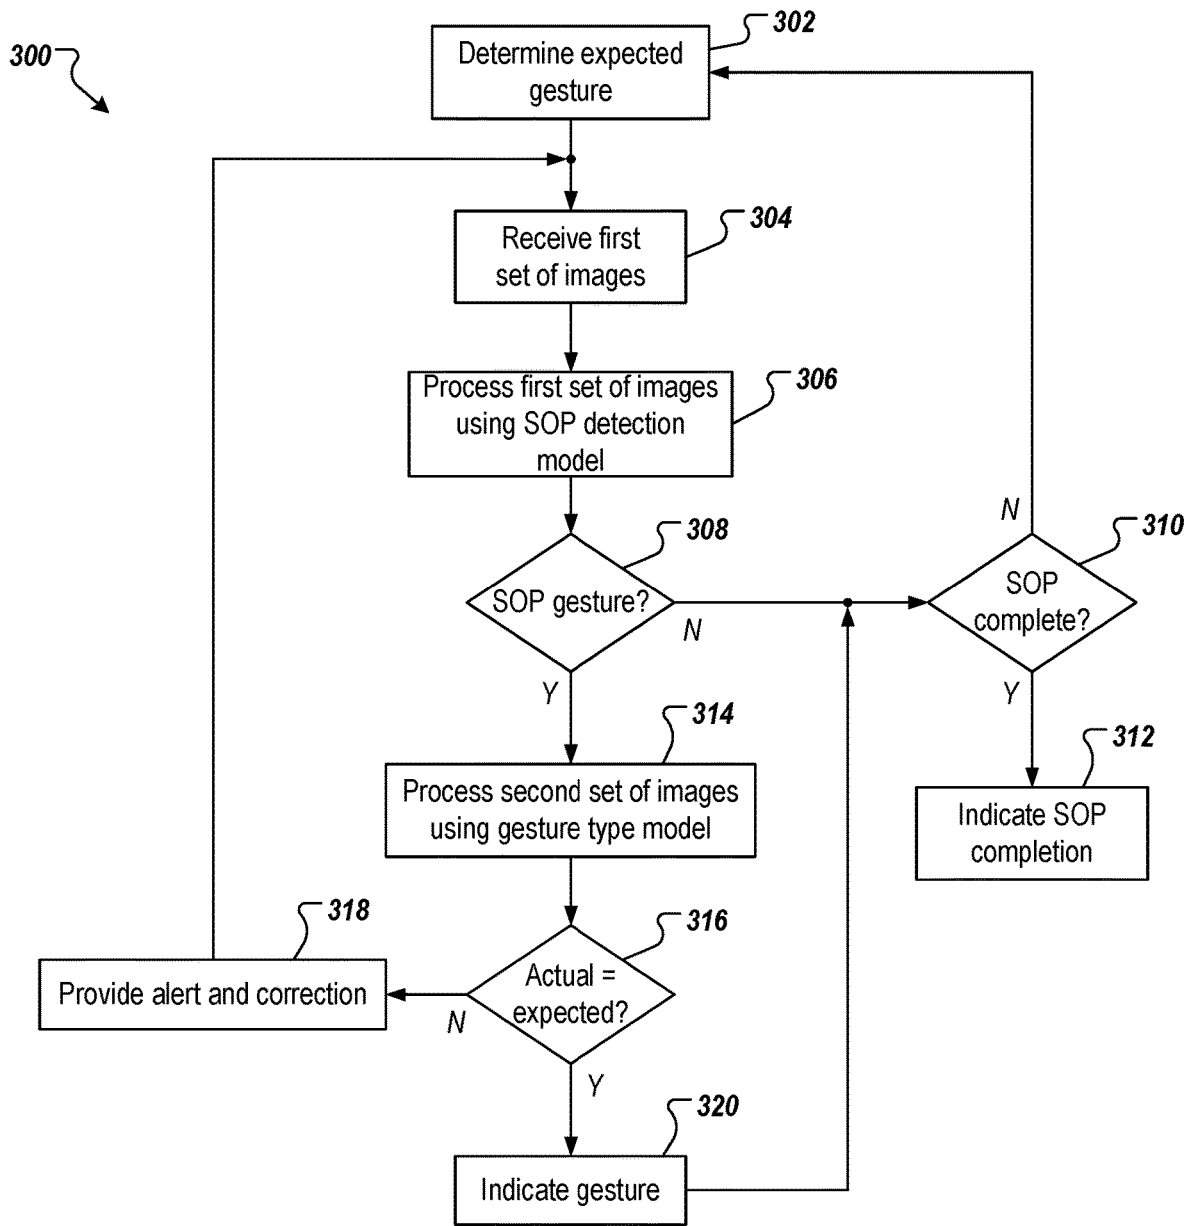 300
302
Determine expected
gesture
304
Receive first
set of images
306
Process first set of images
using SOP detection
model
308
SOP gesture?
N
Y
310
N
SOP
complete?
Y
312
Indicate SOP
completion
314
Process second set of images
using gesture type model
316
Actual =
expected?
N
Y
318
Provide alert and correction
320
Indicate gesture